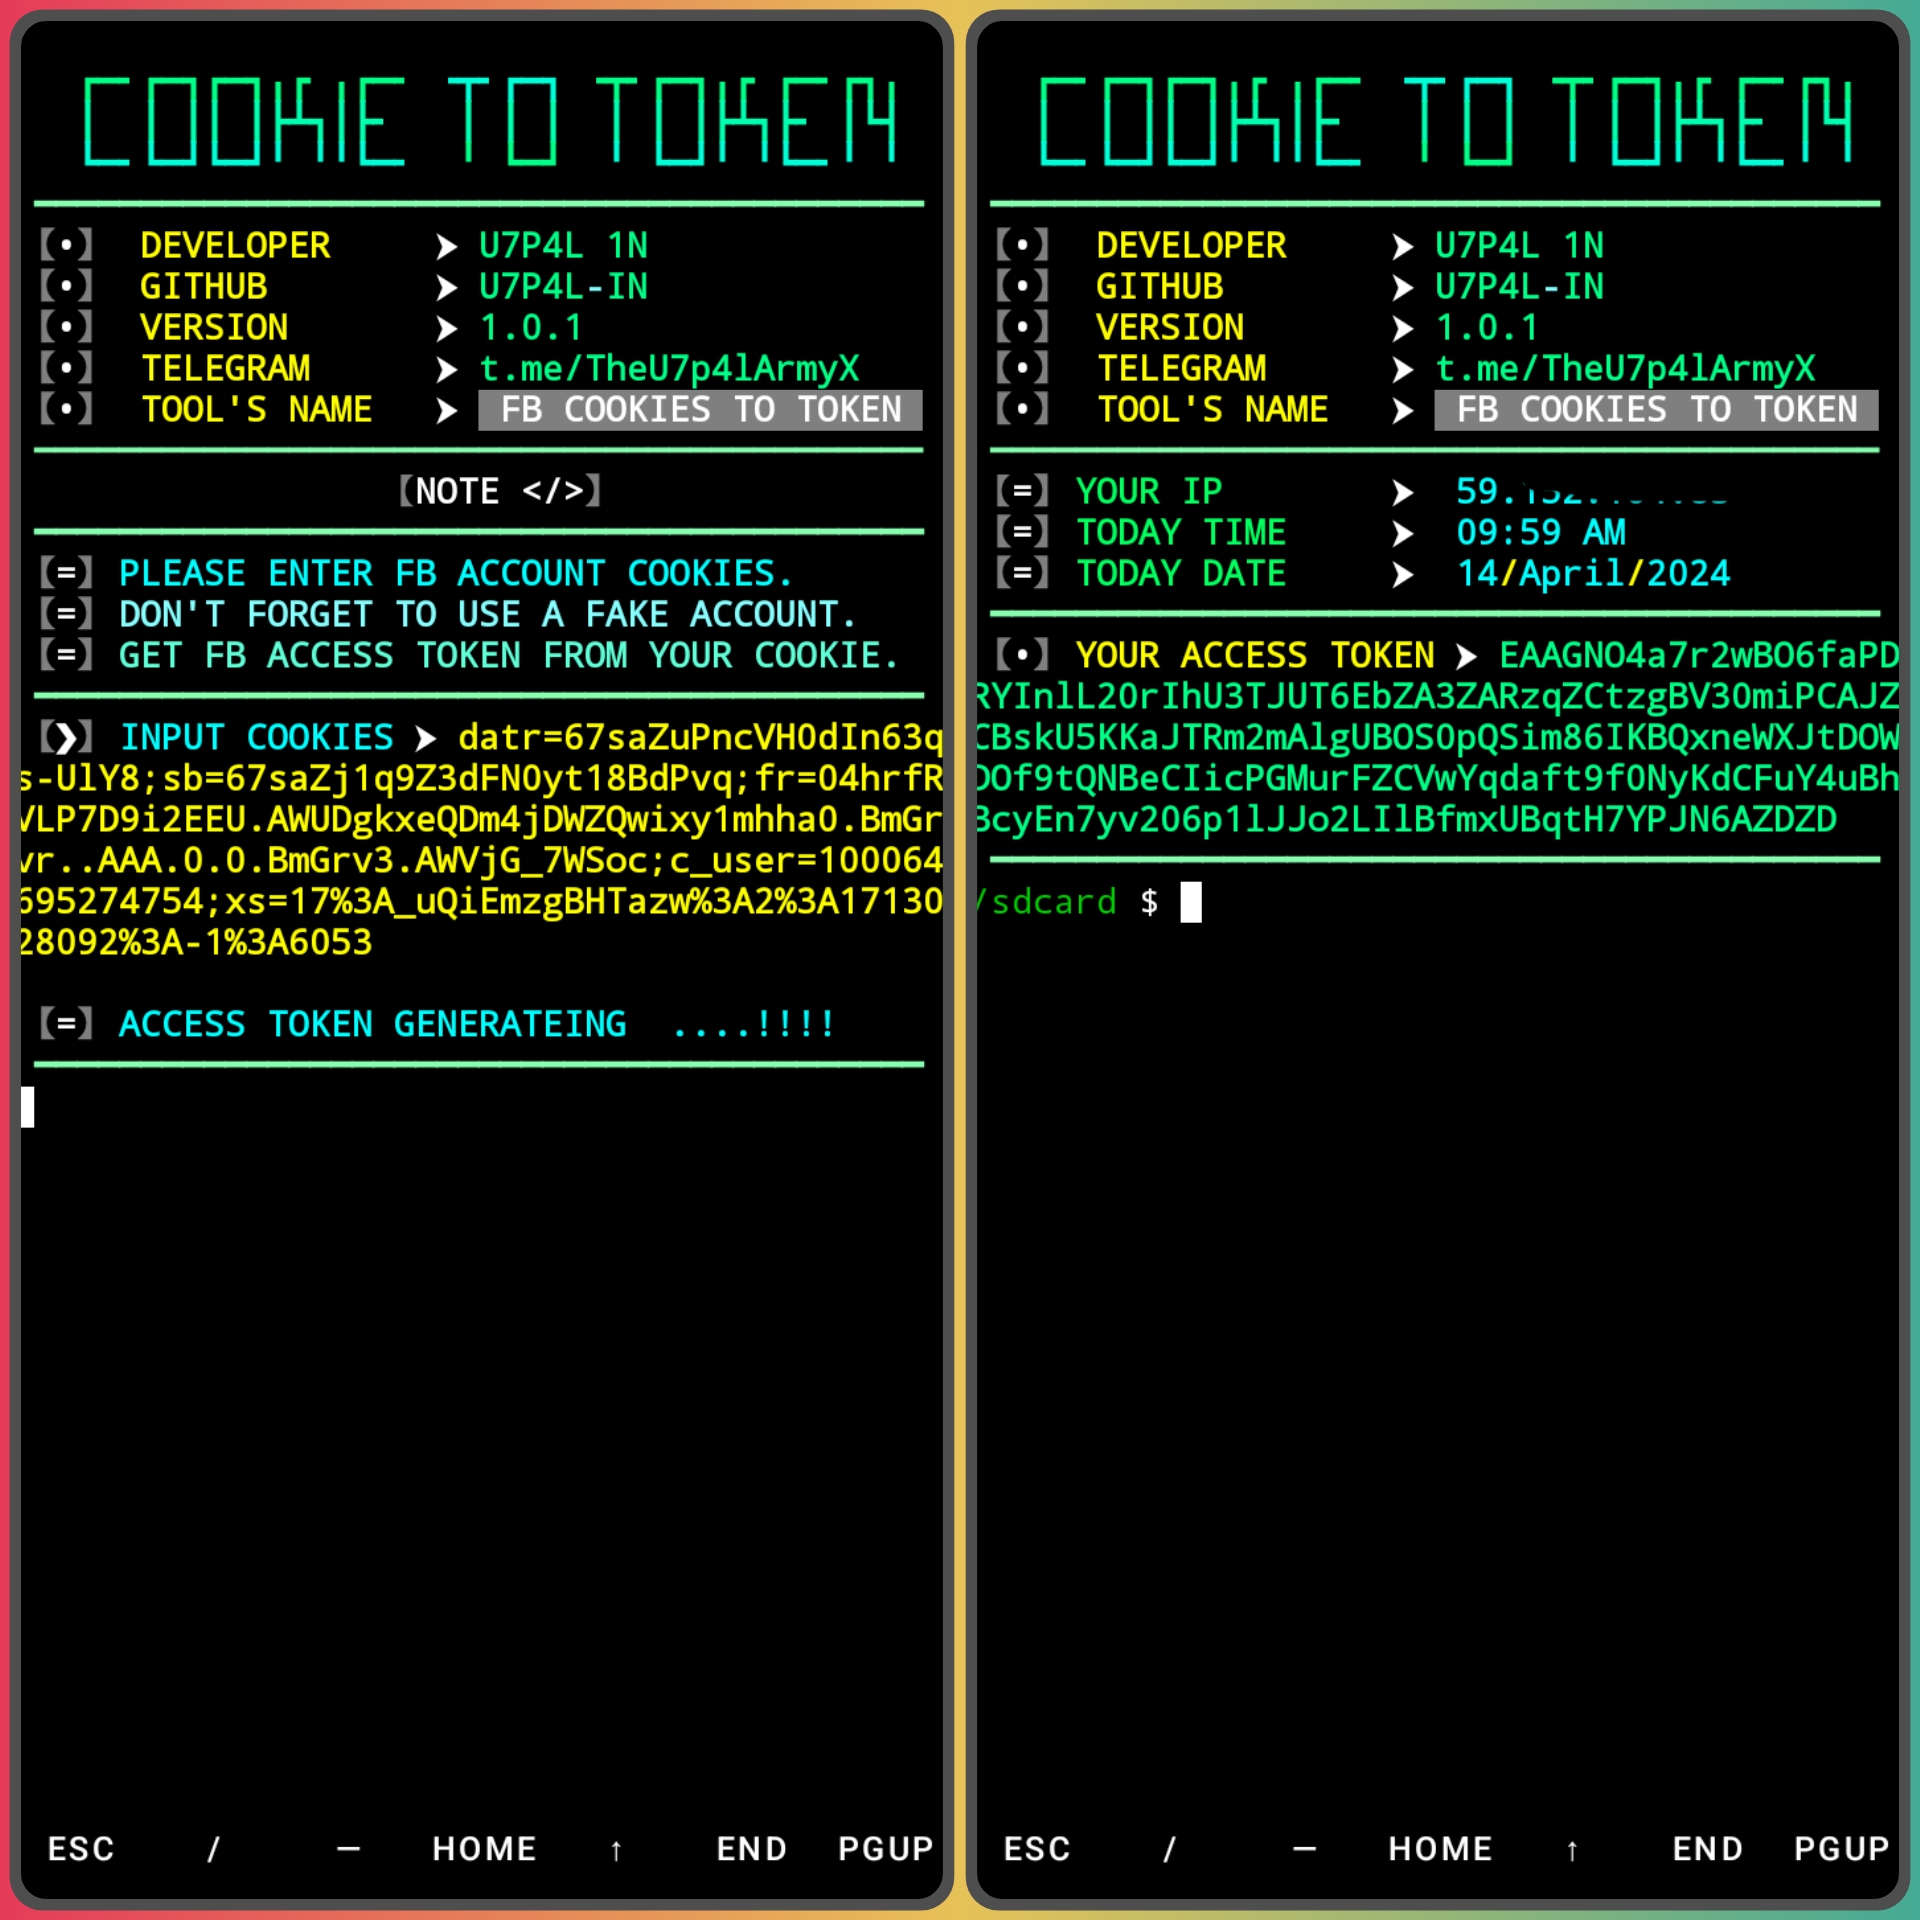 COOKIE TO TOKEN
[•] DEVELOPER ➤ U7P4L 1N
[•] GITHUB ➤ U7P4L-IN
[•] VERSION ➤ 1.0.1
[•] TELEGRAM ➤ t.me/TheU7p4lArmyX
[•] TOOL'S NAME ➤ FB COOKIES TO TOKEN
[NOTE </>]
[=] PLEASE ENTER FB ACCOUNT COOKIES.
[=] DON'T FORGET TO USE A FAKE ACCOUNT.
[=] GET FB ACCESS TOKEN FROM YOUR COOKIE.
[❯] INPUT COOKIES ➤ datr=67saZuPncVH0dIn63q
s-UlY8;sb=67saZj1q9Z3dFN0yt18BdPvq;fr=04hrfR
VLP7D9i2EEU.AWUDgkxeQDm4jDWZQwixy1mhha0.BmGr
vr..AAA.0.0.BmGrv3.AWVjG_7WSoc;c_user=100064
695274754;xs=17%3A_uQiEmzgBHTazw%3A2%3A17130
28092%3A-1%3A6053
[=] ACCESS TOKEN GENERATEING ....!!!!
ESC / — HOME ↑ END PGUP
COOKIE TO TOKEN
[•] DEVELOPER ➤ U7P4L 1N
[•] GITHUB ➤ U7P4L-IN
[•] VERSION ➤ 1.0.1
[•] TELEGRAM ➤ t.me/TheU7p4lArmyX
[•] TOOL'S NAME ➤ FB COOKIES TO TOKEN
[=] YOUR IP ➤ 59.
[=] TODAY TIME ➤ 09:59 AM
[=] TODAY DATE ➤ 14/April/2024
[•] YOUR ACCESS TOKEN ➤ EAAGNO4a7r2wBO6faPD
RYInlL20rIhU3TJUT6EbZA3ZARzqZCtzgBV30miPCAJZ
CBskU5KKaJTRm2mAlgUBOS0pQSim86IKBQxneWXJtDOW
DOf9tQNBeCIicPGMurFZCVwYqdaft9f0NyKdCFuY4uBh
BcyEn7yv206p1lJJo2LIlBfmxUBqtH7YPJN6AZDZD
/sdcard $
ESC / — HOME ↑ END PGUP